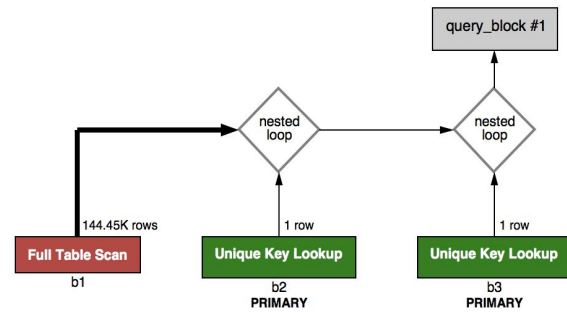 query_block #1
nested
loop
nested
loop
144.45K rows
1 row
1 row
Full Table Scan
Unique Key Lookup
Unique Key Lookup
b1
b2
b3
PRIMARY
PRIMARY